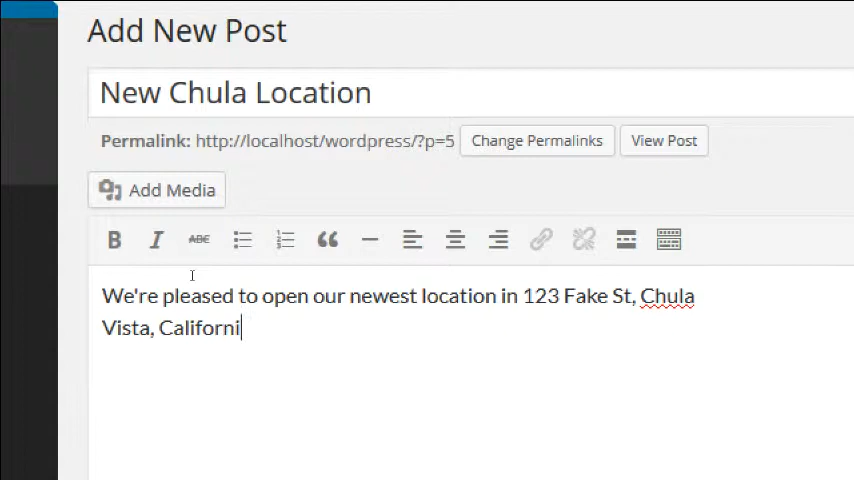 Add New Post
New Chula Location
Permalink: http://localhost/wordpress/?p=5 Change Permalinks View Post
Add Media
B I ABC
We're pleased to open our newest location in 123 Fake St, Chula
Vista, Californi